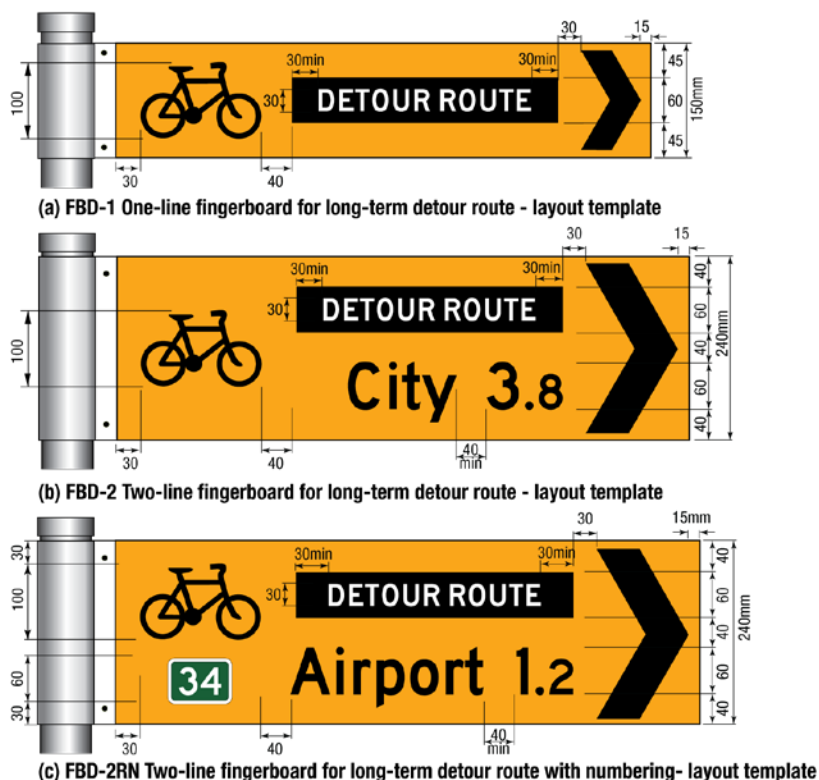 30 15
30min 30min 45
100 30 DETOUR ROUTE 60 150mm
45
30 40
(a) FBD-1 One-line fingerboard for long-term detour route - layout template
30 15
30min 30min 40
30 DETOUR ROUTE 60
100 40 240mm
City 3.8 60
40
30 40 40
min
(b) FBD-2 Two-line fingerboard for long-term detour route - layout template
30 15mm
30 30min 30min 40
100 30 DETOUR ROUTE 60
40 240mm
60 34 Airport 1.2 60
30 40
30 40 40
min
(c) FBD-2RN Two-line fingerboard for long-term detour route with numbering- layout template